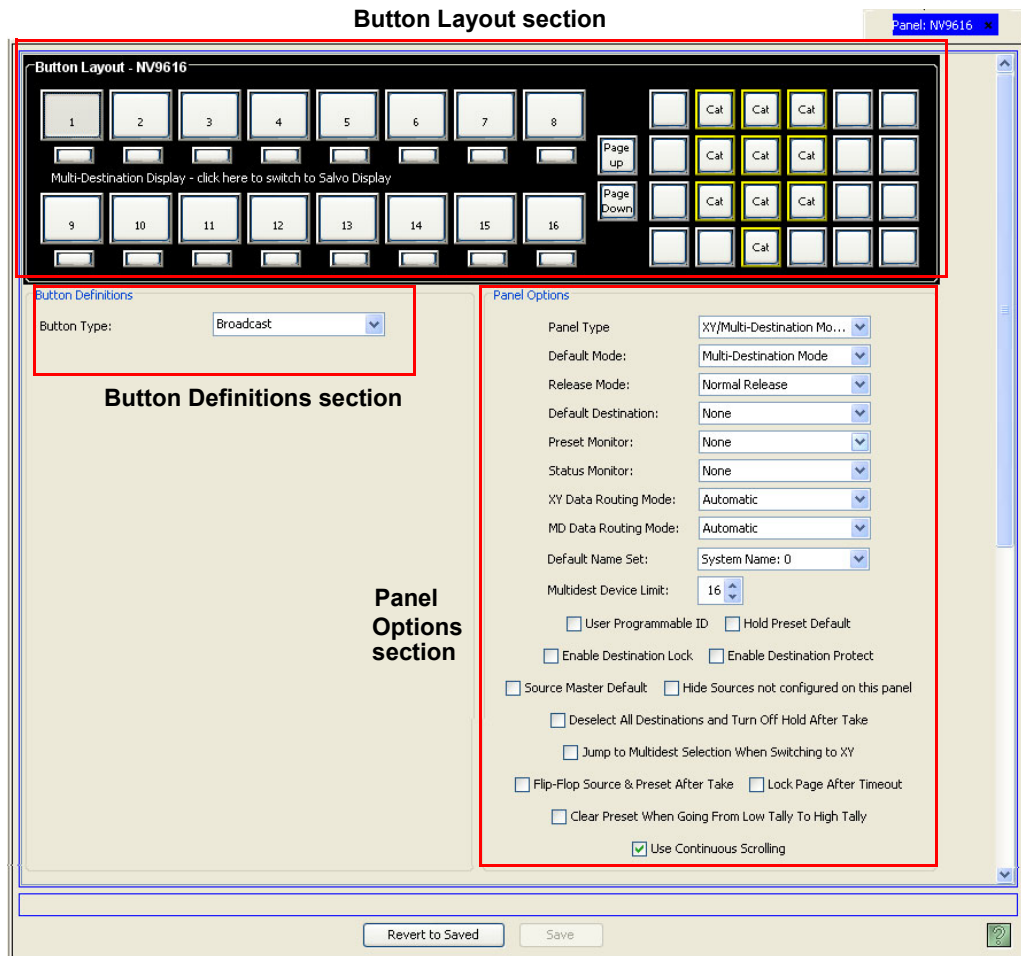 Button Layout section
Panel: NV9616 ×
Button Layout - NV9616
1 2 3 4 5 6 7 8
Multi-Destination Display - click here to switch to Salvo Display
9 10 11 12 13 14 15 16
Page up
Page Down
Cat Cat Cat
Cat Cat Cat
Cat Cat Cat
Cat
Button Definitions
Button Type: Broadcast
Button Definitions section
Panel Options
Panel Type XY/Multi-Destination Mo...
Default Mode: Multi-Destination Mode
Release Mode: Normal Release
Default Destination: None
Preset Monitor: None
Status Monitor: None
XY Data Routing Mode: Automatic
MD Data Routing Mode: Automatic
Default Name Set: System Name: 0
Multidest Device Limit: 16
User Programmable ID Hold Preset Default
Enable Destination Lock Enable Destination Protect
Source Master Default Hide Sources not configured on this panel
Deselect All Destinations and Turn Off Hold After Take
Jump to Multidest Selection When Switching to XY
Flip-Flop Source & Preset After Take Lock Page After Timeout
Clear Preset When Going From Low Tally To High Tally
Use Continuous Scrolling
Panel
Options
section
Revert to Saved Save ?